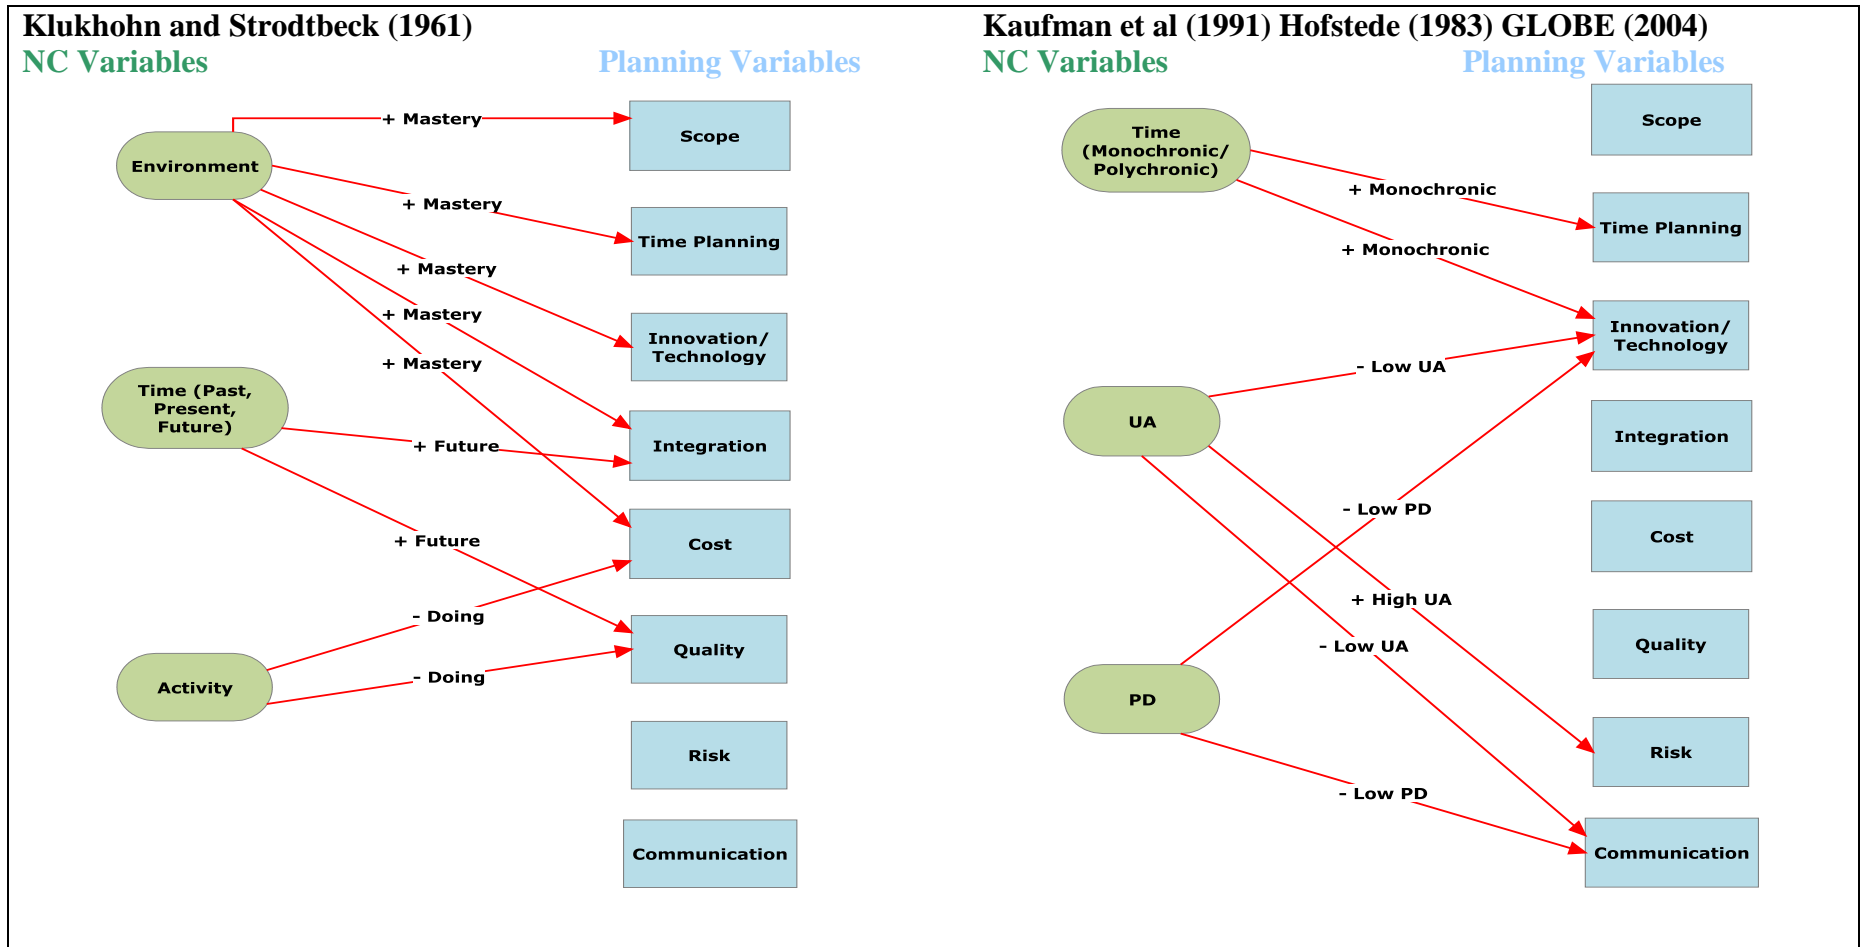 Klukhohn and Strodtbeck (1961)
NC Variables
Planning Variables
+ Mastery
Scope
Environment
+ Mastery
Time Planning
+ Mastery
Innovation/
Technology
+ Mastery
+ Mastery
Time (Past,
Present,
Future)
+ Future
Integration
+ Future
Cost
- Doing
Quality
- Doing
Activity
Risk
Communication
Kaufman et al (1991) Hofstede (1983) GLOBE (2004)
NC Variables
Planning Variables
Scope
Time
(Monochronic/
Polychronic)
+ Monochronic
Time Planning
+ Monochronic
Innovation/
Technology
- Low UA
UA
Integration
- Low PD
Cost
+ High UA
- Low UA
Quality
PD
Risk
- Low PD
Communication